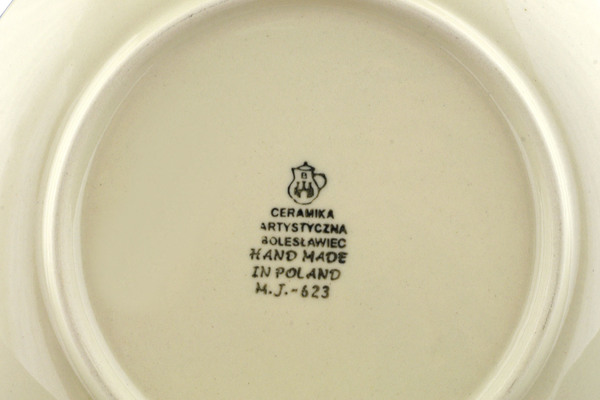 B
CERAMIKA
ARTYSTYCZNA
BOLESŁAWIEC
HAND MADE
IN POLAND
M.J.-623